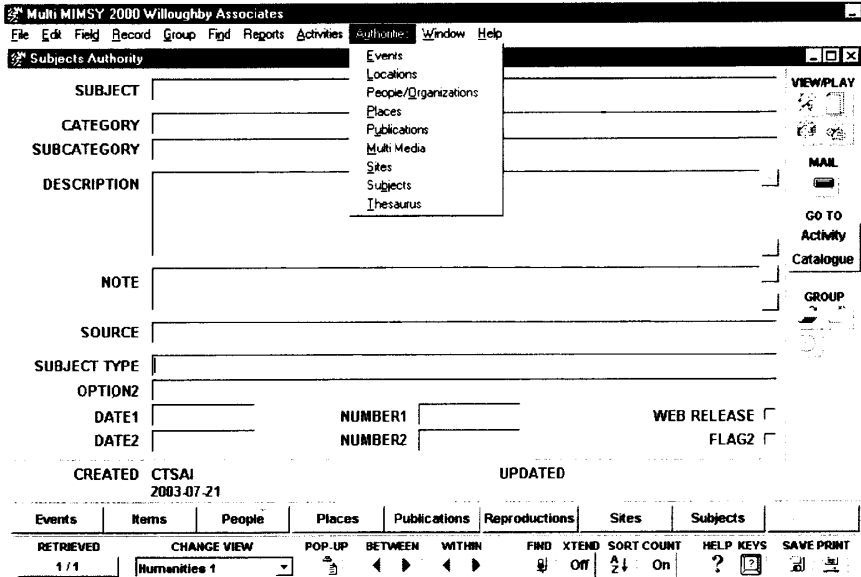 Multi MIMSY 2000 Willoughby Associates
File Edit Field Record Group Find Reports Activities Authorities Window Help
Subjects Authority
Events
Locations
People/Organizations
Places
Publications
Multi Media
Sites
Subjects
Thesaurus
SUBJECT
CATEGORY
SUBCATEGORY
DESCRIPTION
NOTE
SOURCE
SUBJECT TYPE
OPTION2
DATE1 NUMBER1 WEB RELEASE
DATE2 NUMBER2 FLAG2
VIEW/PLAY
MAIL
GO TO
Activity
Catalogue
GROUP
CREATED CTSAI UPDATED
2003-07-21
Events Items People Places Publications Reproductions Sites Subjects
RETRIEVED CHANGE VIEW POP-UP BETWEEN WITHIN FIND XTEND SORT COUNT HELP KEYS SAVE PRINT
1 / 1 Humanities 1 Off A Z On ? ?